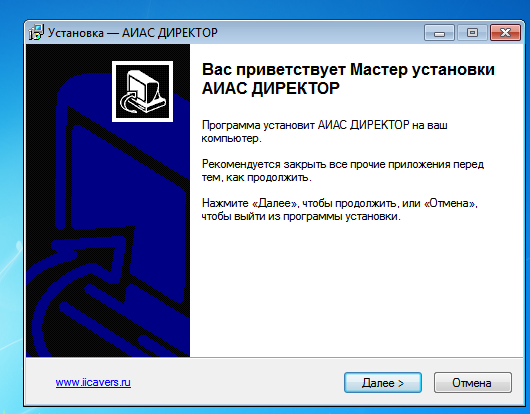 Установка — АИАС ДИРЕКТОР
Вас приветствует Мастер установки
АИАС ДИРЕКТОР
Программа установит АИАС ДИРЕКТОР на ваш
компьютер.
Рекомендуется закрыть все прочие приложения перед
тем, как продолжить.
Нажмите «Далее», чтобы продолжить, или «Отмена»,
чтобы выйти из программы установки.
www.iicavers.ru
Далее >
Отмена